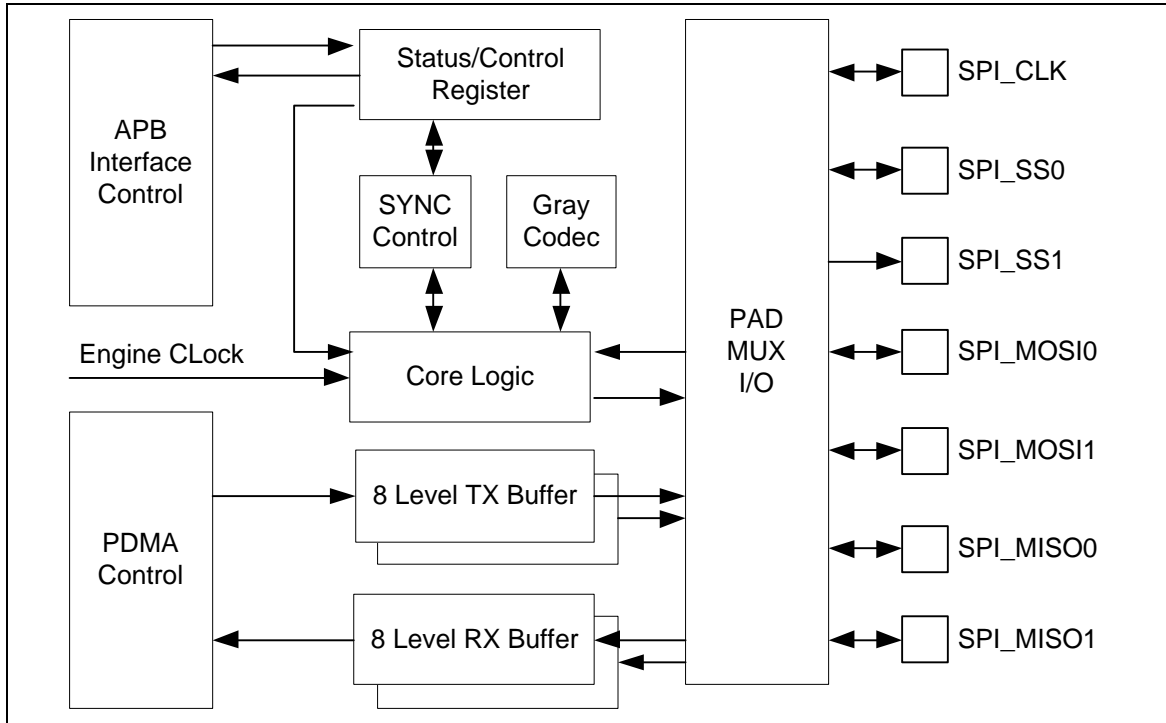 APB
Interface
Control
Status/Control
Register
SYNC
Control
Gray
Codec
Engine CLock
Core Logic
PDMA
Control
8 Level TX Buffer
8 Level RX Buffer
PAD
MUX
I/O
SPI_CLK
SPI_SS0
SPI_SS1
SPI_MOSI0
SPI_MOSI1
SPI_MISO0
SPI_MISO1